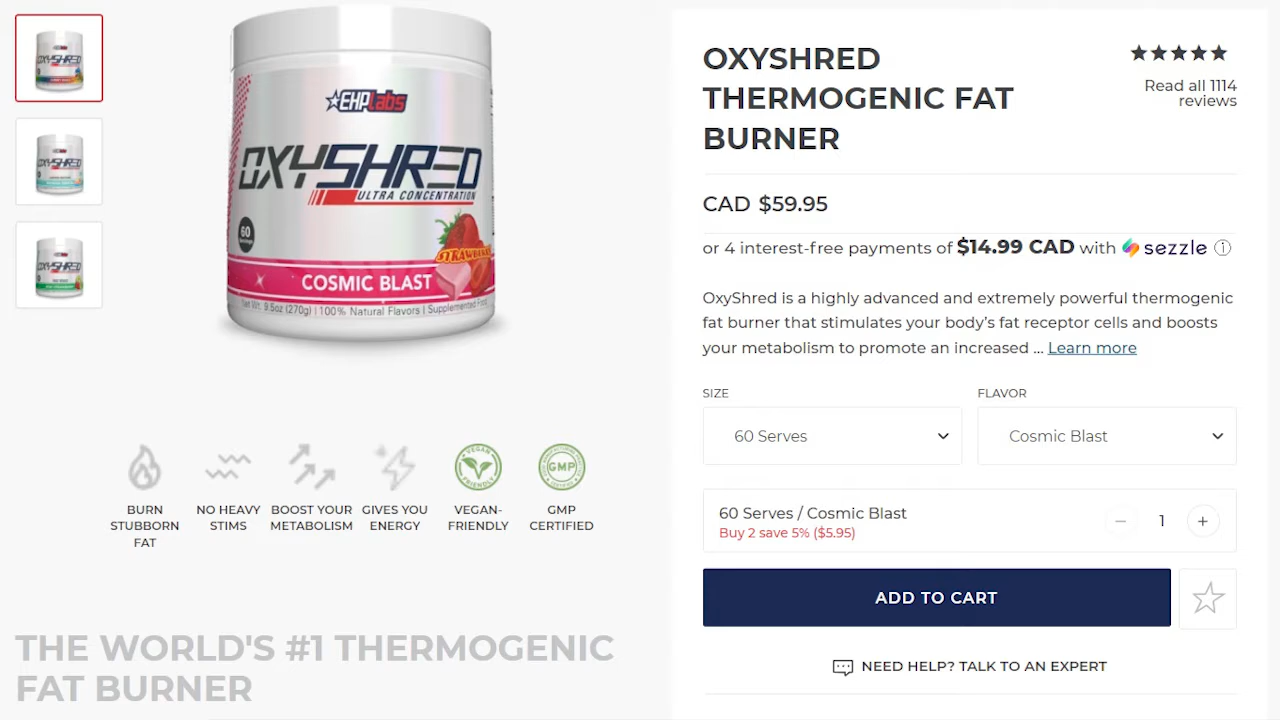 EHPlabs
OXYSHRED
ULTRA CONCENTRATION
60
STRAWBERRY
COSMIC BLAST
Net Wt. 9.5oz (270g) | 100% Natural Flavors | Supplemented Food
BURN
STUBBORN
FAT
NO HEAVY
STIMS
BOOST YOUR
METABOLISM
GIVES YOU
ENERGY
VEGAN
FRIENDLY
VEGAN-
FRIENDLY
GMP
GMP
CERTIFIED
THE WORLD'S #1 THERMOGENIC
FAT BURNER
OXYSHRED
THERMOGENIC FAT
BURNER
Read all 1114
reviews
CAD $59.95
or 4 interest-free payments of $14.99 CAD with sezzle
OxyShred is a highly advanced and extremely powerful thermogenic
fat burner that stimulates your body's fat receptor cells and boosts
your metabolism to promote an increased ... Learn more
SIZE
FLAVOR
60 Serves
Cosmic Blast
60 Serves / Cosmic Blast
Buy 2 save 5% ($5.95)
1
ADD TO CART
NEED HELP? TALK TO AN EXPERT